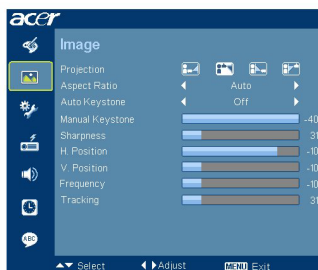 acer
Image
Projection
Aspect Ratio Auto
Auto Keystone Off
Manual Keystone -40
Sharpness 31
H. Position -10
V. Position -10
Frequency -10
Tracking 31
ABC
Select Adjust MENU Exit